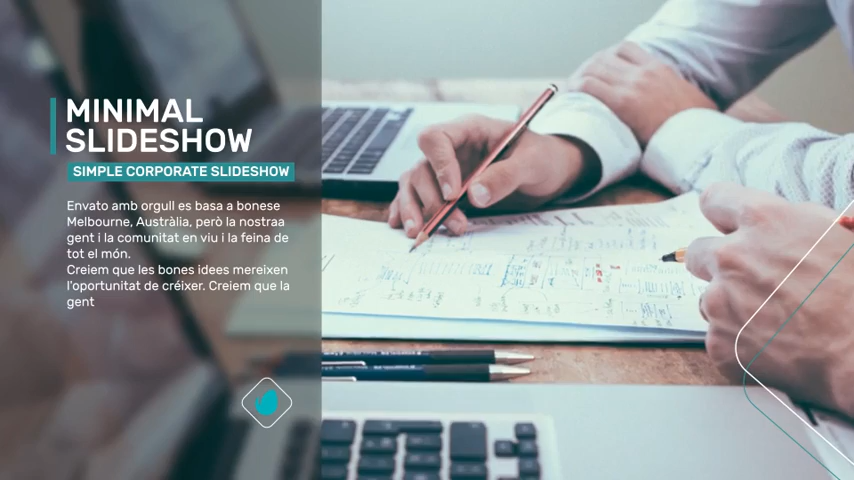 MINIMAL
SLIDESHOW
SIMPLE CORPORATE SLIDESHOW
Envato amb orgull es basa a bonese
Melbourne, Austràlia, però la nostraa
gent i la comunitat en viu i la feina de
tot el món.
Creiem que les bones idees mereixen
l'oportunitat de créixer. Creiem que la
gent